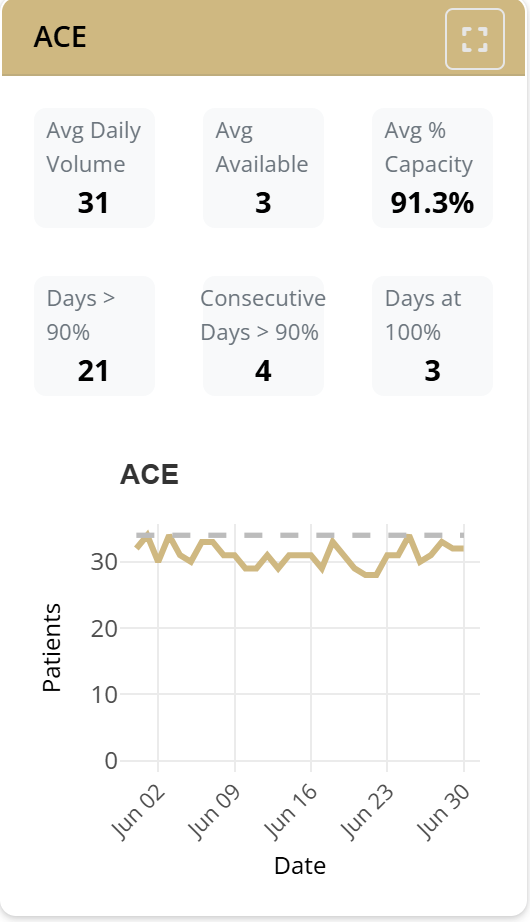 ACE
Avg Daily
Volume
31
Avg
Available
3
Avg %
Capacity
91.3%
Days >
90%
21
Consecutive
Days > 90%
4
Days at
100%
3
ACE
Patients
30
20
10
0
Jun 02
Jun 09
Jun 16
Jun 23
Jun 30
Date